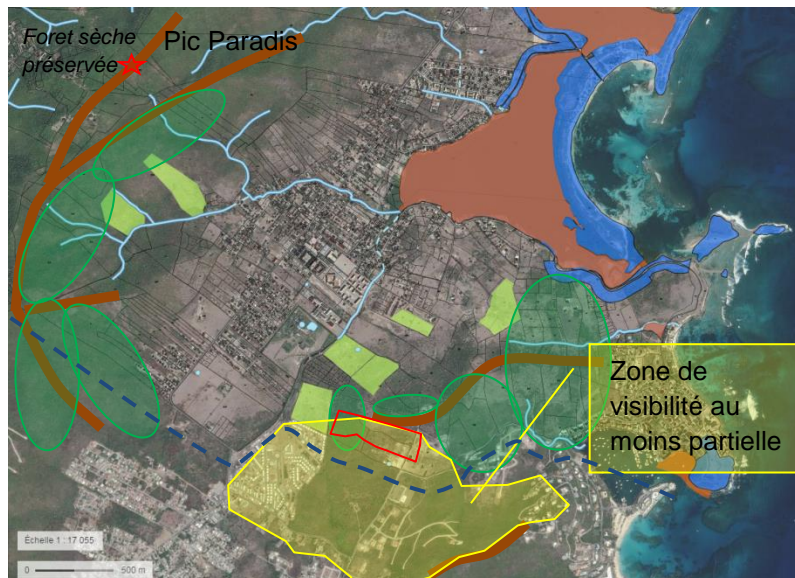 Foret sèche
préservée
Pic Paradis
Zone de
visibilité au
moins partielle
Échelle 1 : 17 055
0
500 m